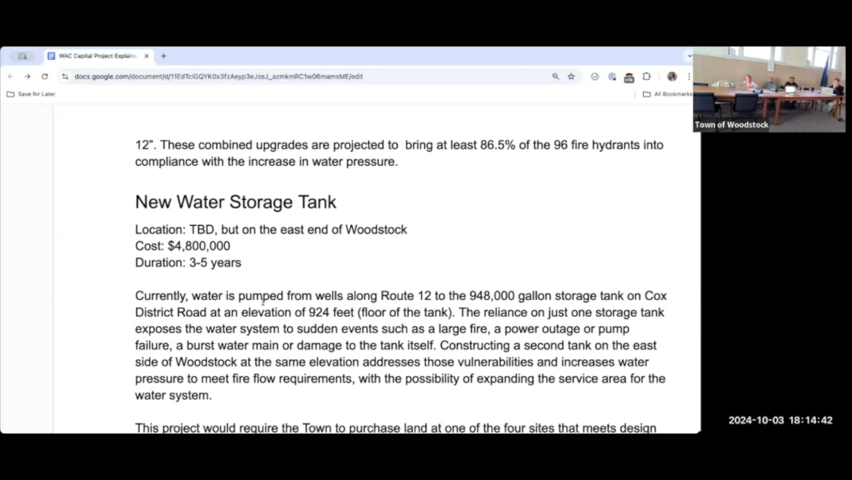 WAC Capital Project Explaine
docs.google.com/document/d/11EdTclGQYK0x3fzAeyp3eJzeJ_azmkmRC1w06mamsME/edit
Save for Later
All Bookmarks
Town of Woodstock
12". These combined upgrades are projected to bring at least 86.5% of the 96 fire hydrants into
compliance with the increase in water pressure.
New Water Storage Tank
Location: TBD, but on the east end of Woodstock
Cost: $4,800,000
Duration: 3-5 years
Currently, water is pumped from wells along Route 12 to the 948,000 gallon storage tank on Cox
District Road at an elevation of 924 feet (floor of the tank). The reliance on just one storage tank
exposes the water system to sudden events such as a large fire, a power outage or pump
failure, a burst water main or damage to the tank itself. Constructing a second tank on the east
side of Woodstock at the same elevation addresses those vulnerabilities and increases water
pressure to meet fire flow requirements, with the possibility of expanding the service area for the
water system.
This project would require the Town to purchase land at one of the four sites that meets design
2024-10-03 18:14:42